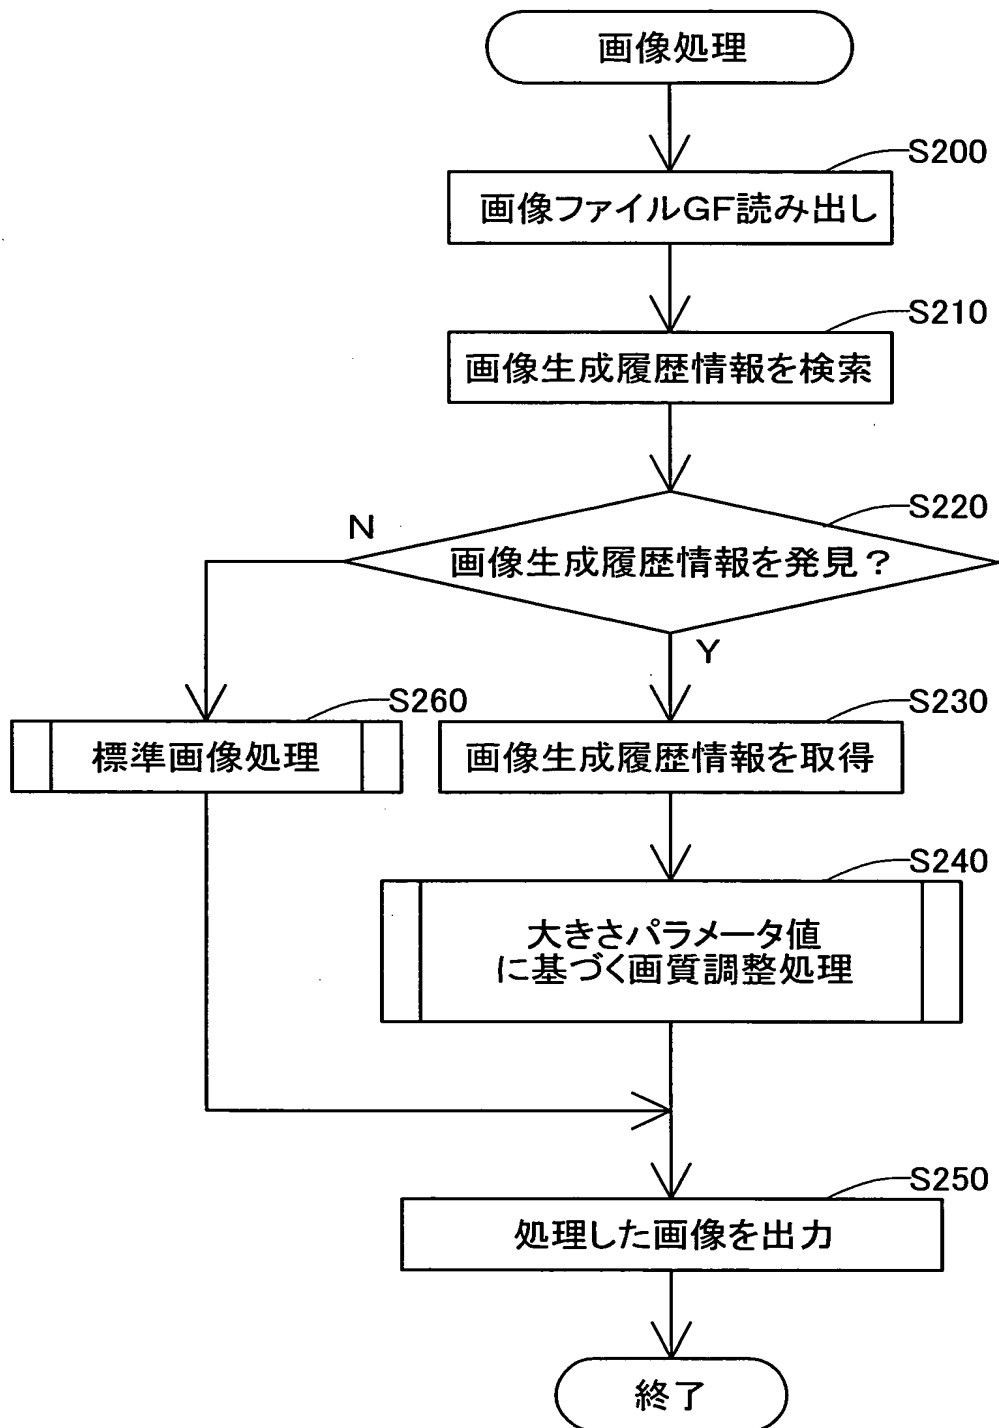 画像処理
S200
画像ファイルGF読み出し
S210
画像生成履歴情報を検索
S220
N
画像生成履歴情報を発見？
Y
S260
標準画像処理
S230
画像生成履歴情報を取得
S240
大きさパラメータ値
に基づく画質調整処理
S250
処理した画像を出力
終了